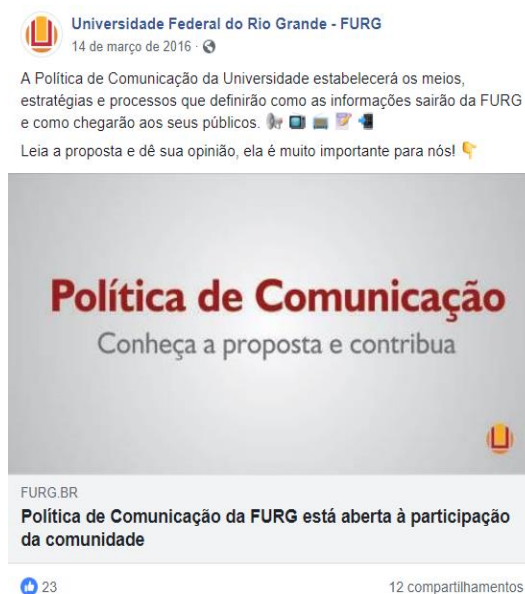 Universidade Federal do Rio Grande - FURG
14 de março de 2016 ·
A Política de Comunicação da Universidade estabelecerá os meios,
estratégias e processos que definirão como as informações sairão da FURG
e como chegarão aos seus públicos. 📢 📺 📻 📝 📲
Leia a proposta e dê sua opinião, ela é muito importante para nós! 👇
Política de Comunicação
Conheça a proposta e contribua
FURG.BR
Política de Comunicação da FURG está aberta à participação
da comunidade
23
12 compartilhamentos